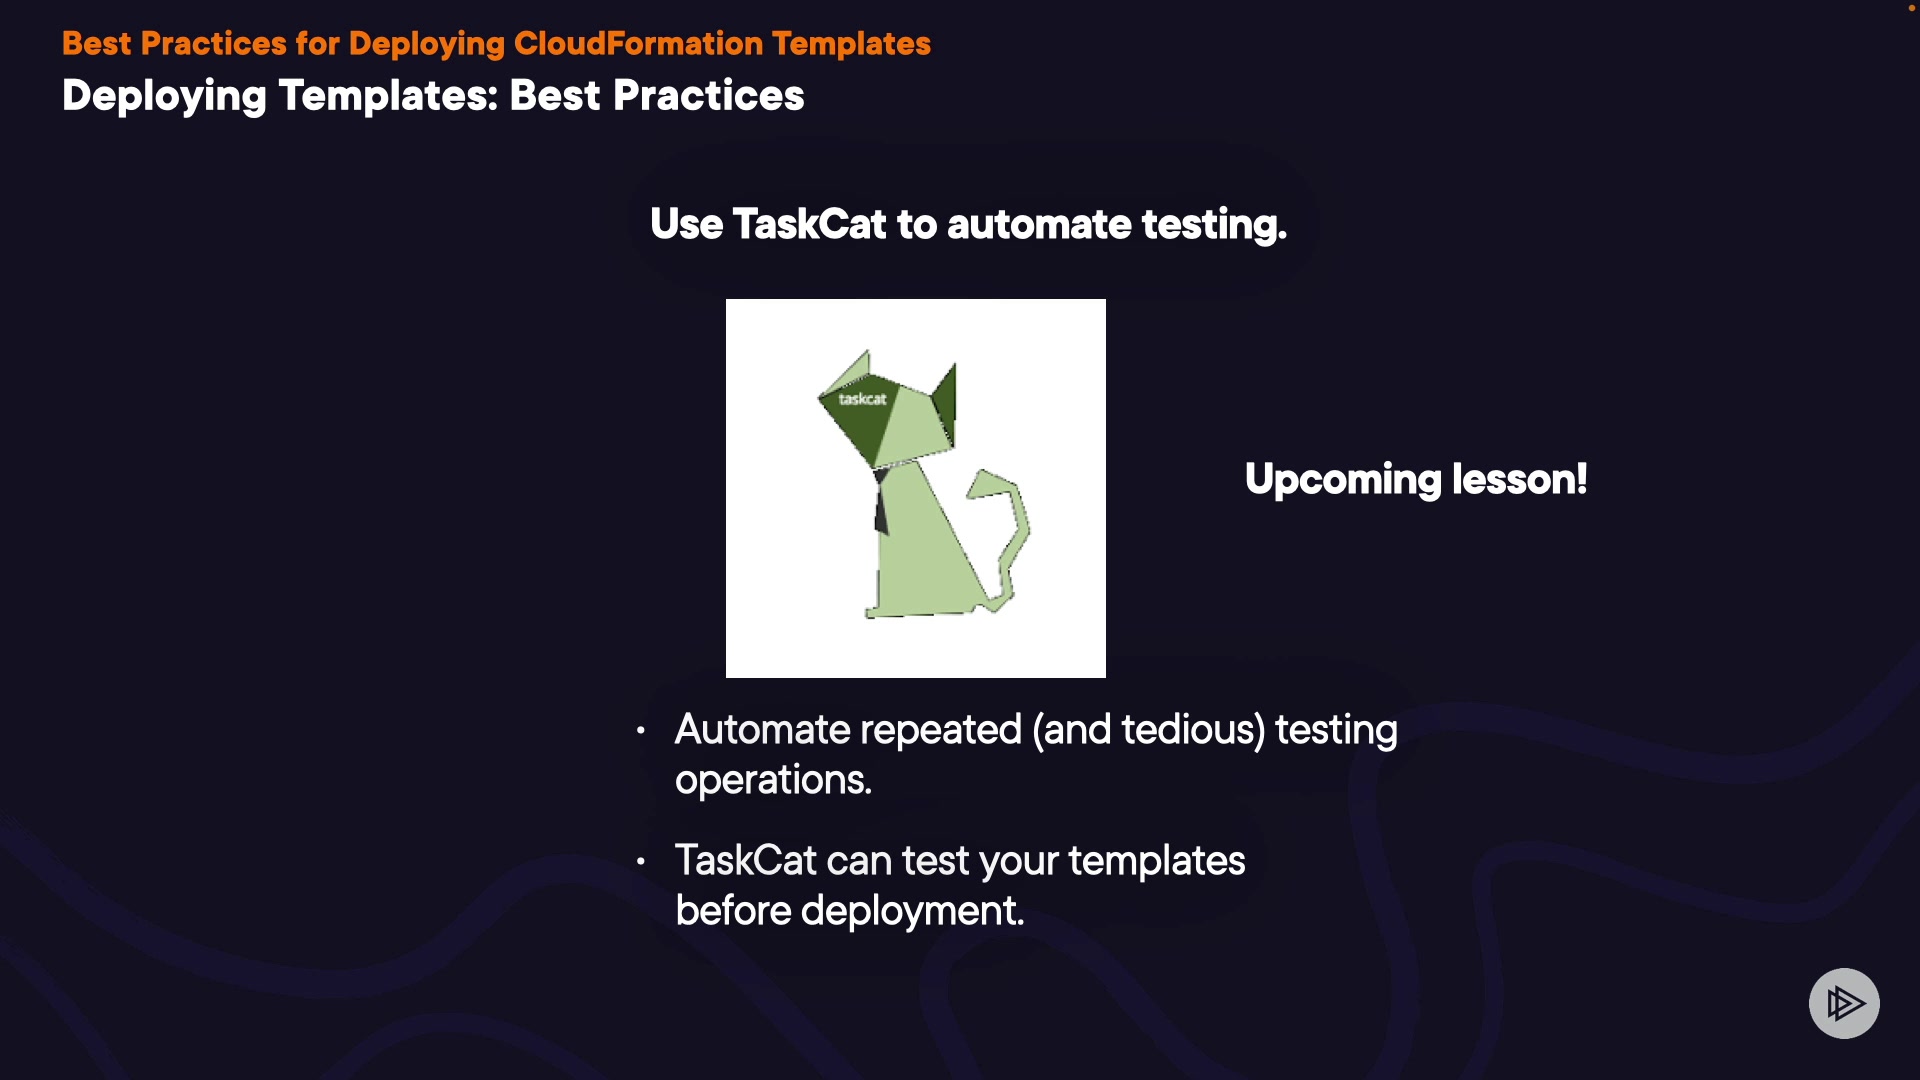 Best Practices for Deploying CloudFormation Templates
Deploying Templates: Best Practices
Use TaskCat to automate testing.
taskcat
Upcoming lesson!
• Automate repeated (and tedious) testing
operations.
• TaskCat can test your templates
before deployment.